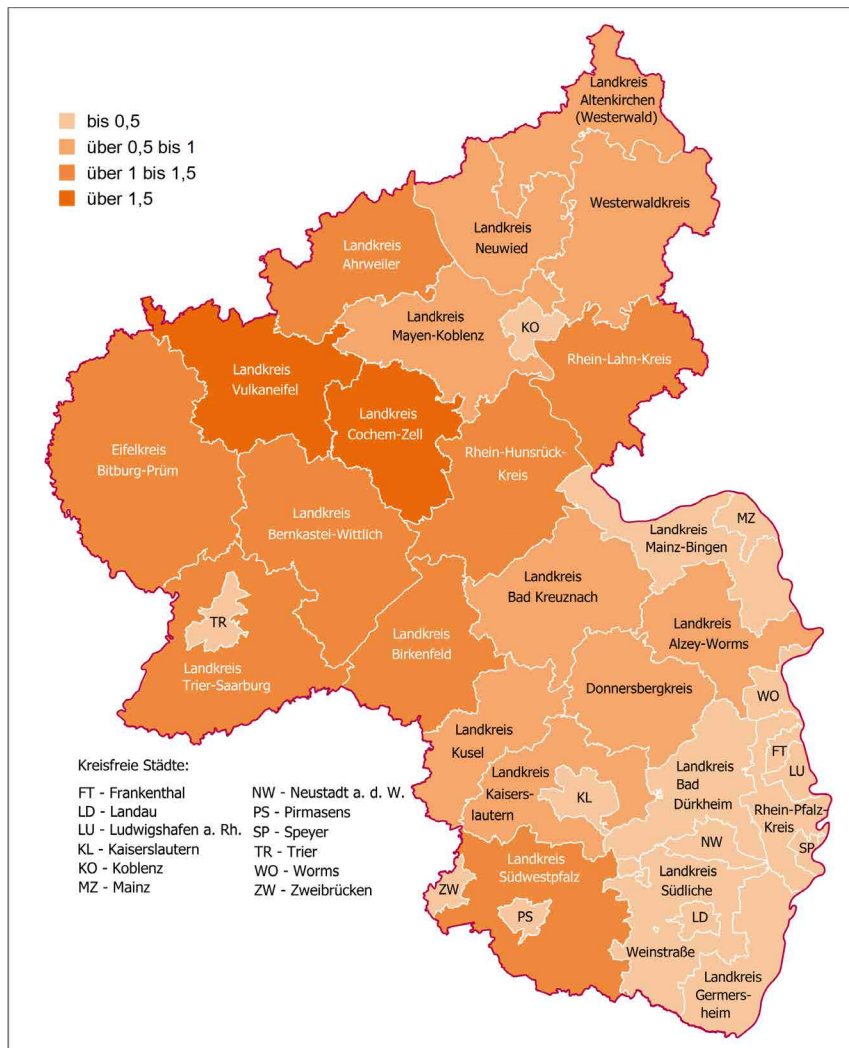 bis 0,5
über 0,5 bis 1
über 1 bis 1,5
über 1,5
Landkreis
Altenkirchen
(Westerwald)
Westerwaldkreis
Landkreis
Neuwied
Landkreis
Ahrweiler
Landkreis
Mayen-Koblenz
KO
Rhein-Lahn-Kreis
Landkreis
Vulkaneifel
Landkreis
Cochem-Zell
Rhein-Hunsrück-
Kreis
Eifelkreis
Bitburg-Prüm
Landkreis
Bernkastel-Wittlich
Landkreis
Mainz-Bingen
MZ
Landkreis
Bad Kreuznach
Landkreis
Alzey-Worms
TR
Landkreis
Trier-Saarburg
Landkreis
Birkenfeld
Donnersbergkreis
WO
Landkreis
Kusel
FT
LU
Landkreis
Bad
Dürkheim
Landkreis
Kaisers-
lautern
KL
Rhein-Pfalz-
Kreis
SP
NW
Landkreis
Südwestpfalz
ZW
PS
Landkreis
Südliche
LD
Weinstraße
Landkreis
Germers-
heim
Kreisfreie Städte:
FT - Frankenthal
LD - Landau
LU - Ludwigshafen a. Rh.
KL - Kaiserslautern
KO - Koblenz
MZ - Mainz
NW - Neustadt a. d. W.
PS - Pirmasens
SP - Speyer
TR - Trier
WO - Worms
ZW - Zweibrücken